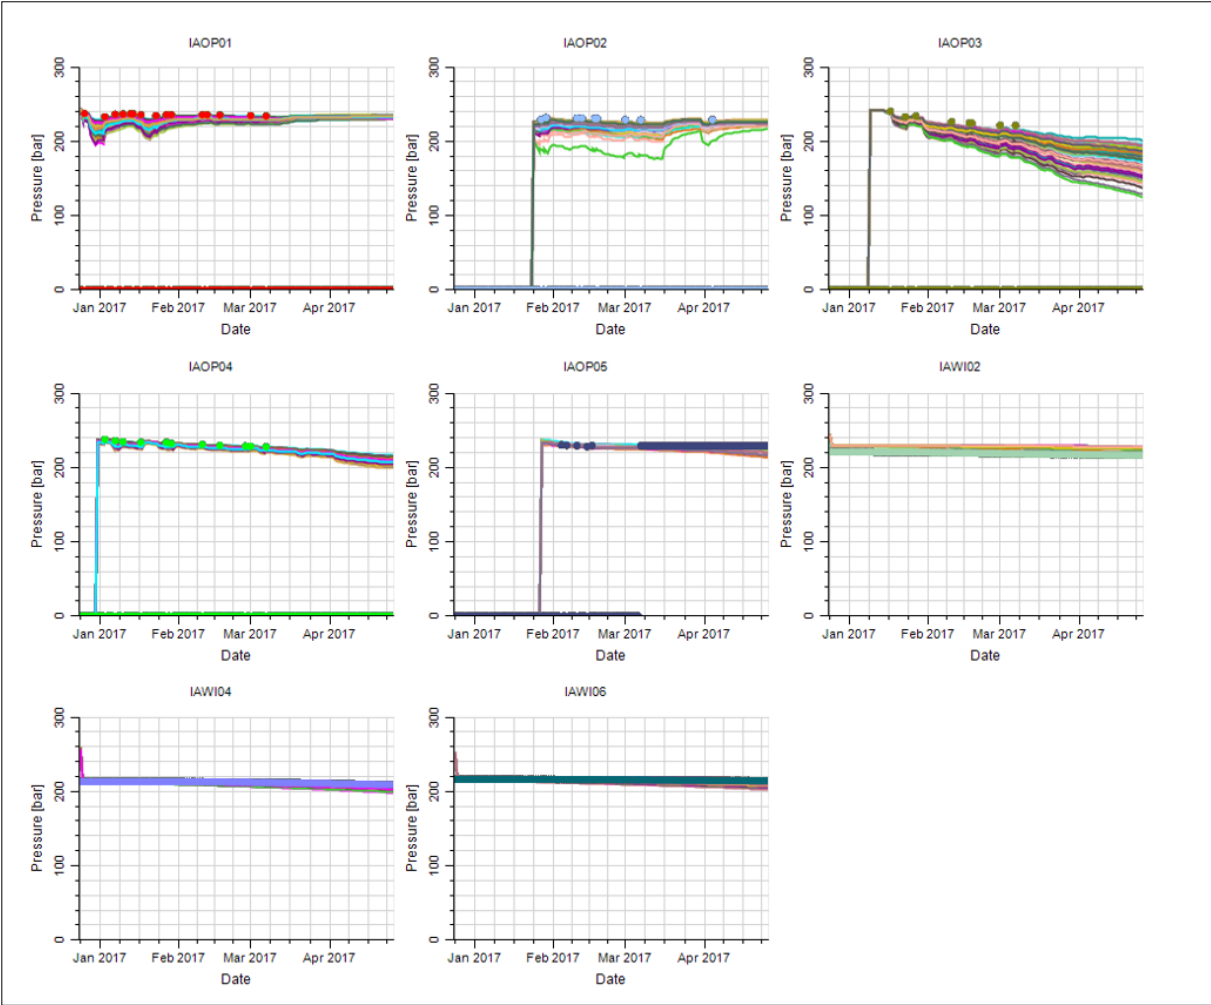 IAOP01
IAOP02
IAOP03
Pressure [bar]
0
100
200
300
Jan 2017
Feb 2017
Mar 2017
Apr 2017
Date
Pressure [bar]
0
100
200
300
Jan 2017
Feb 2017
Mar 2017
Apr 2017
Date
Pressure [bar]
0
100
200
300
Jan 2017
Feb 2017
Mar 2017
Apr 2017
Date
IAOP04
IAOP05
IAWI02
Pressure [bar]
0
100
200
300
Jan 2017
Feb 2017
Mar 2017
Apr 2017
Date
Pressure [bar]
0
100
200
300
Jan 2017
Feb 2017
Mar 2017
Apr 2017
Date
Pressure [bar]
0
100
200
300
Jan 2017
Feb 2017
Mar 2017
Apr 2017
Date
IAWI04
IAWI06
Pressure [bar]
0
100
200
300
Jan 2017
Feb 2017
Mar 2017
Apr 2017
Date
Pressure [bar]
0
100
200
300
Jan 2017
Feb 2017
Mar 2017
Apr 2017
Date